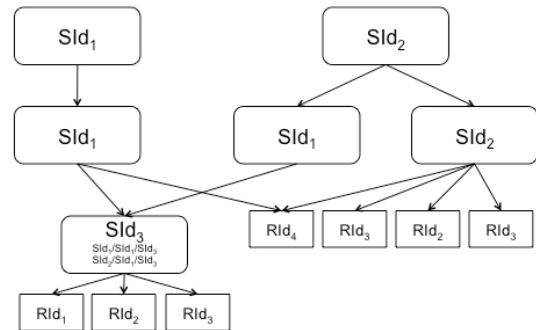 SId₁
SId₂
SId₁
SId₁
SId₂
SId₃
SId₁/SId₁/SId₃
SId₂/SId₁/SId₃
RId₄
RId₃
RId₂
RId₃
RId₁
RId₂
RId₃